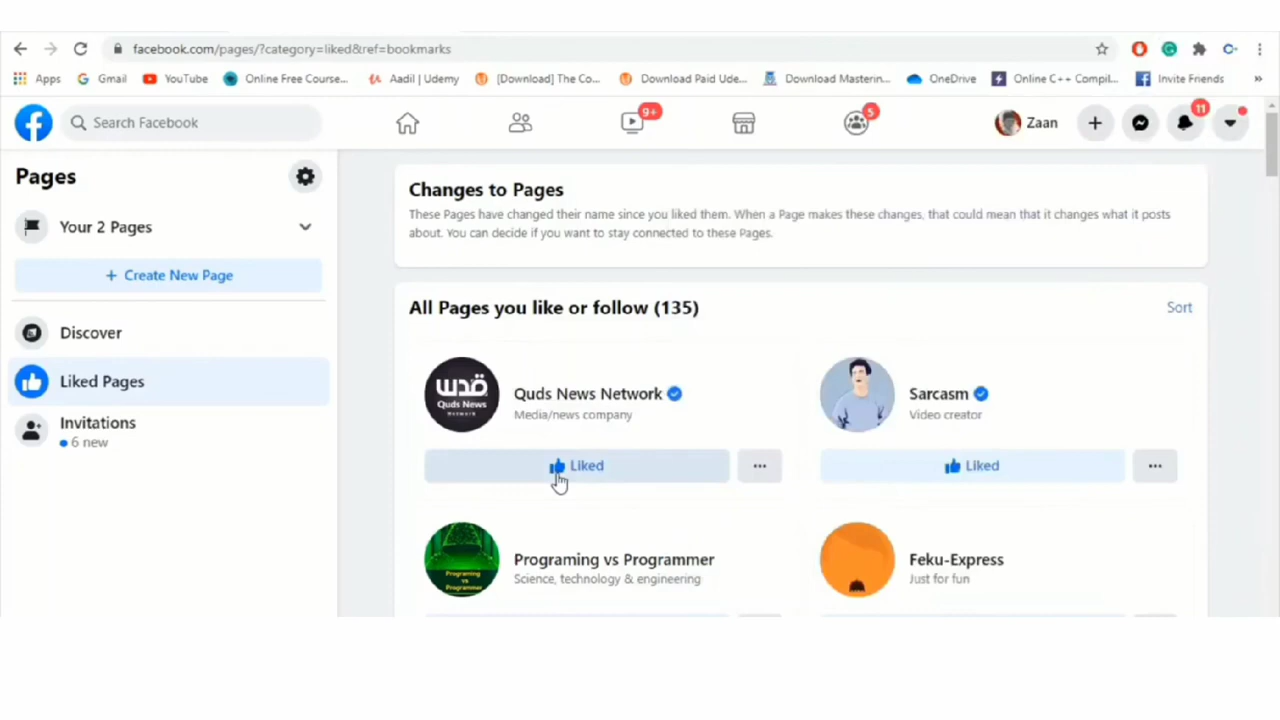 facebook.com/pages/?category=liked&ref=bookmarks
Apps Gmail YouTube Online Free Course... Aadil | Udemy [Download] The Co... Download Paid Ude... Download Masterin... OneDrive Online C++ Compil... Invite Friends »
Search Facebook 9+ 5 Zaan 11
Pages
Your 2 Pages
+ Create New Page
Discover
Liked Pages
Invitations
6 new
Changes to Pages
These Pages have changed their name since you liked them. When a Page makes these changes, that could mean that it changes what it posts
about. You can decide if you want to stay connected to these Pages.
All Pages you like or follow (135) Sort
قدس
Quds News
Network
Quds News Network
Media/news company
Liked ...
Sarcasm
Video creator
Liked ...
Programing
vs
Programmer
Programing vs Programmer
Science, technology & engineering
Feku-Express
Just for fun